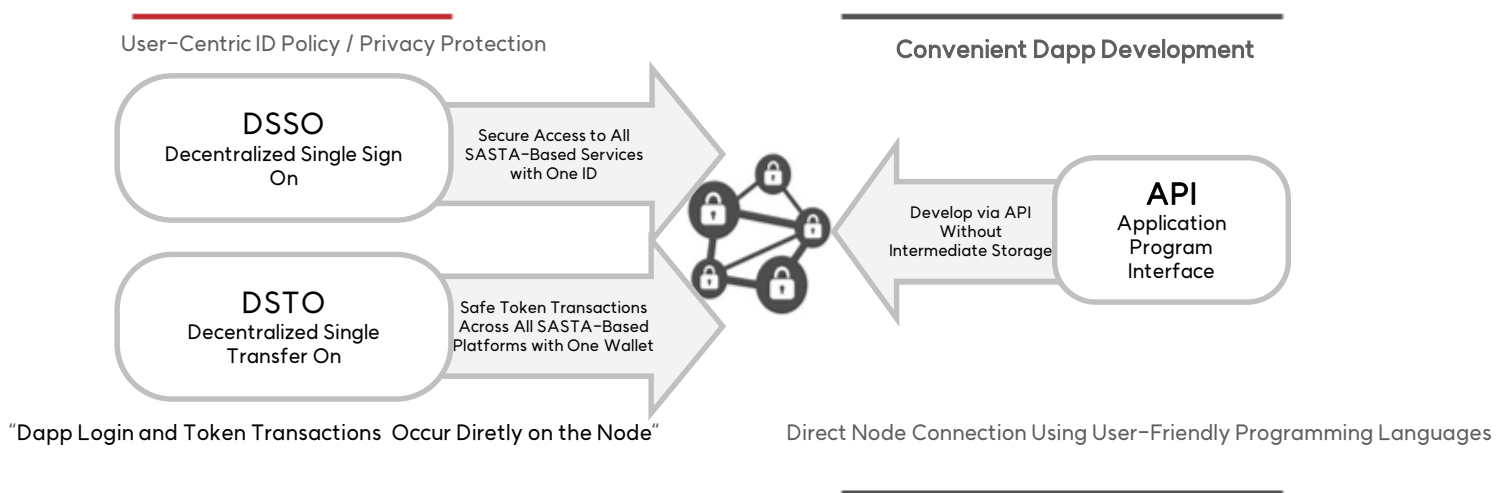 User-Centric ID Policy / Privacy Protection
DSSO
Decentralized Single Sign
On
Secure Access to All
SASTA-Based Services
with One ID
DSTO
Decentralized Single
Transfer On
Safe Token Transactions
Across All SASTA-Based
Platforms with One Wallet
"Dapp Login and Token Transactions Occur Diretly on the Node"
Convenient Dapp Development
Develop via API
Without
Intermediate Storage
API
Application
Program
Interface
Direct Node Connection Using User-Friendly Programming Languages